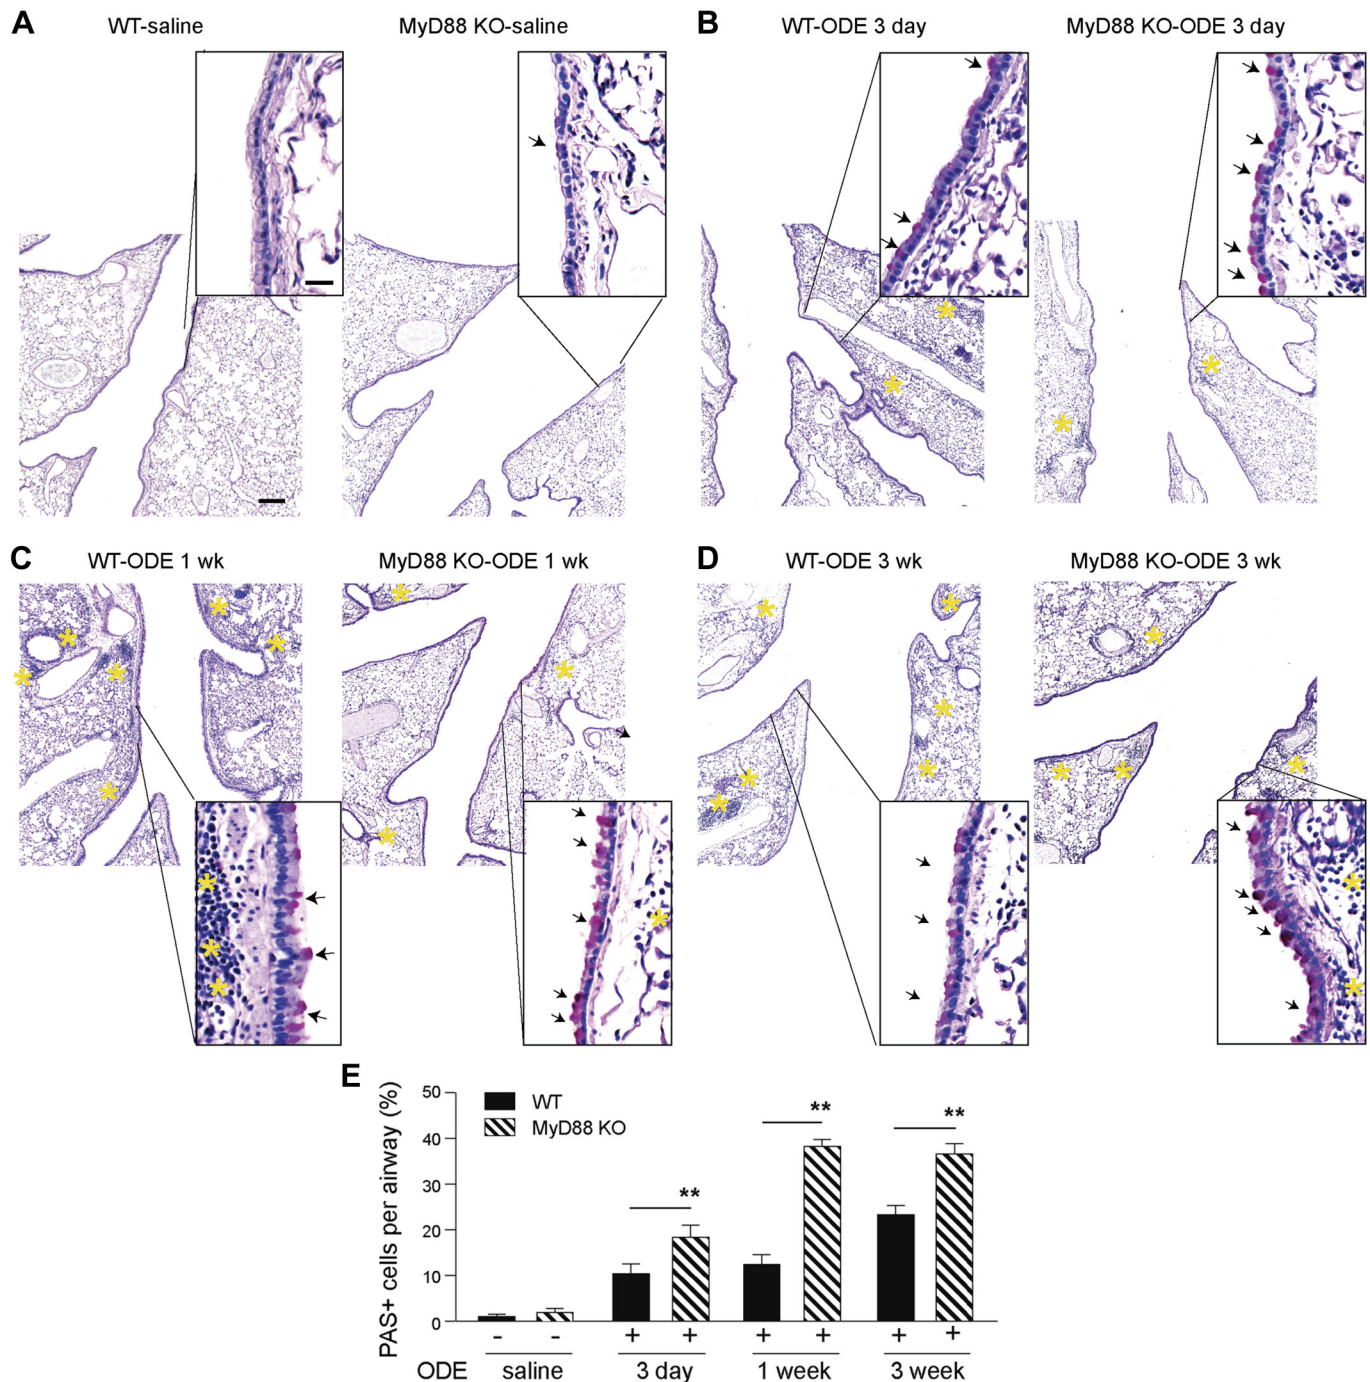 A
WT-saline
MyD88 KO-saline
B
WT-ODE 3 day
MyD88 KO-ODE 3 day
C
WT-ODE 1 wk
MyD88 KO-ODE 1 wk
D
WT-ODE 3 wk
MyD88 KO-ODE 3 wk
E
PAS+ cells per airway (%)
50
40
30
20
10
0
WT
MyD88 KO
**
**
**
- - + + + + + +
ODE saline 3 day 1 week 3 week